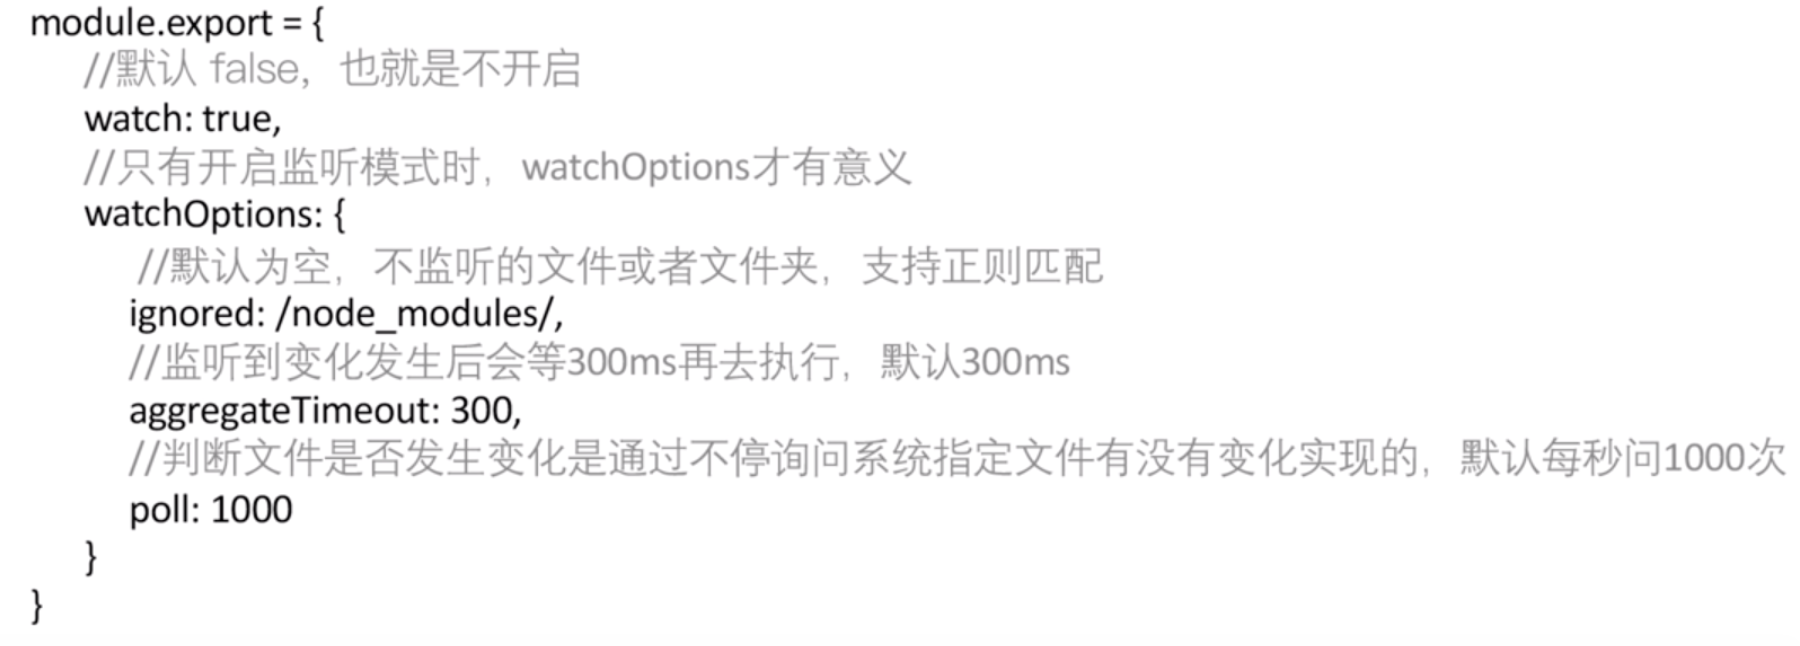 module.export = {
//默认 false，也就是不开启
watch: true,
//只有开启监听模式时，watchOptions才有意义
watchOptions: {
//默认为空，不监听的文件或者文件夹，支持正则匹配
ignored: /node_modules/,
//监听到变化发生后会等300ms再去执行，默认300ms
aggregateTimeout: 300,
//判断文件是否发生变化是通过不停询问系统指定文件有没有变化实现的，默认每秒问1000次
poll: 1000
}
}